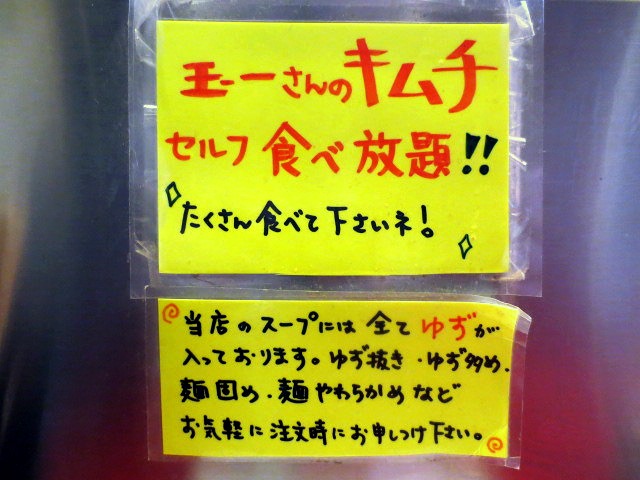 玉一さんのキムチ
セルフ 食べ放題!!
たくさん食べて下さいネ!
当店のスープには全てゆずが
入っております。ゆず抜き・ゆず多め.
麺固め・麺やわらかめなど
お気軽に注文時にお申しつけ下さい。